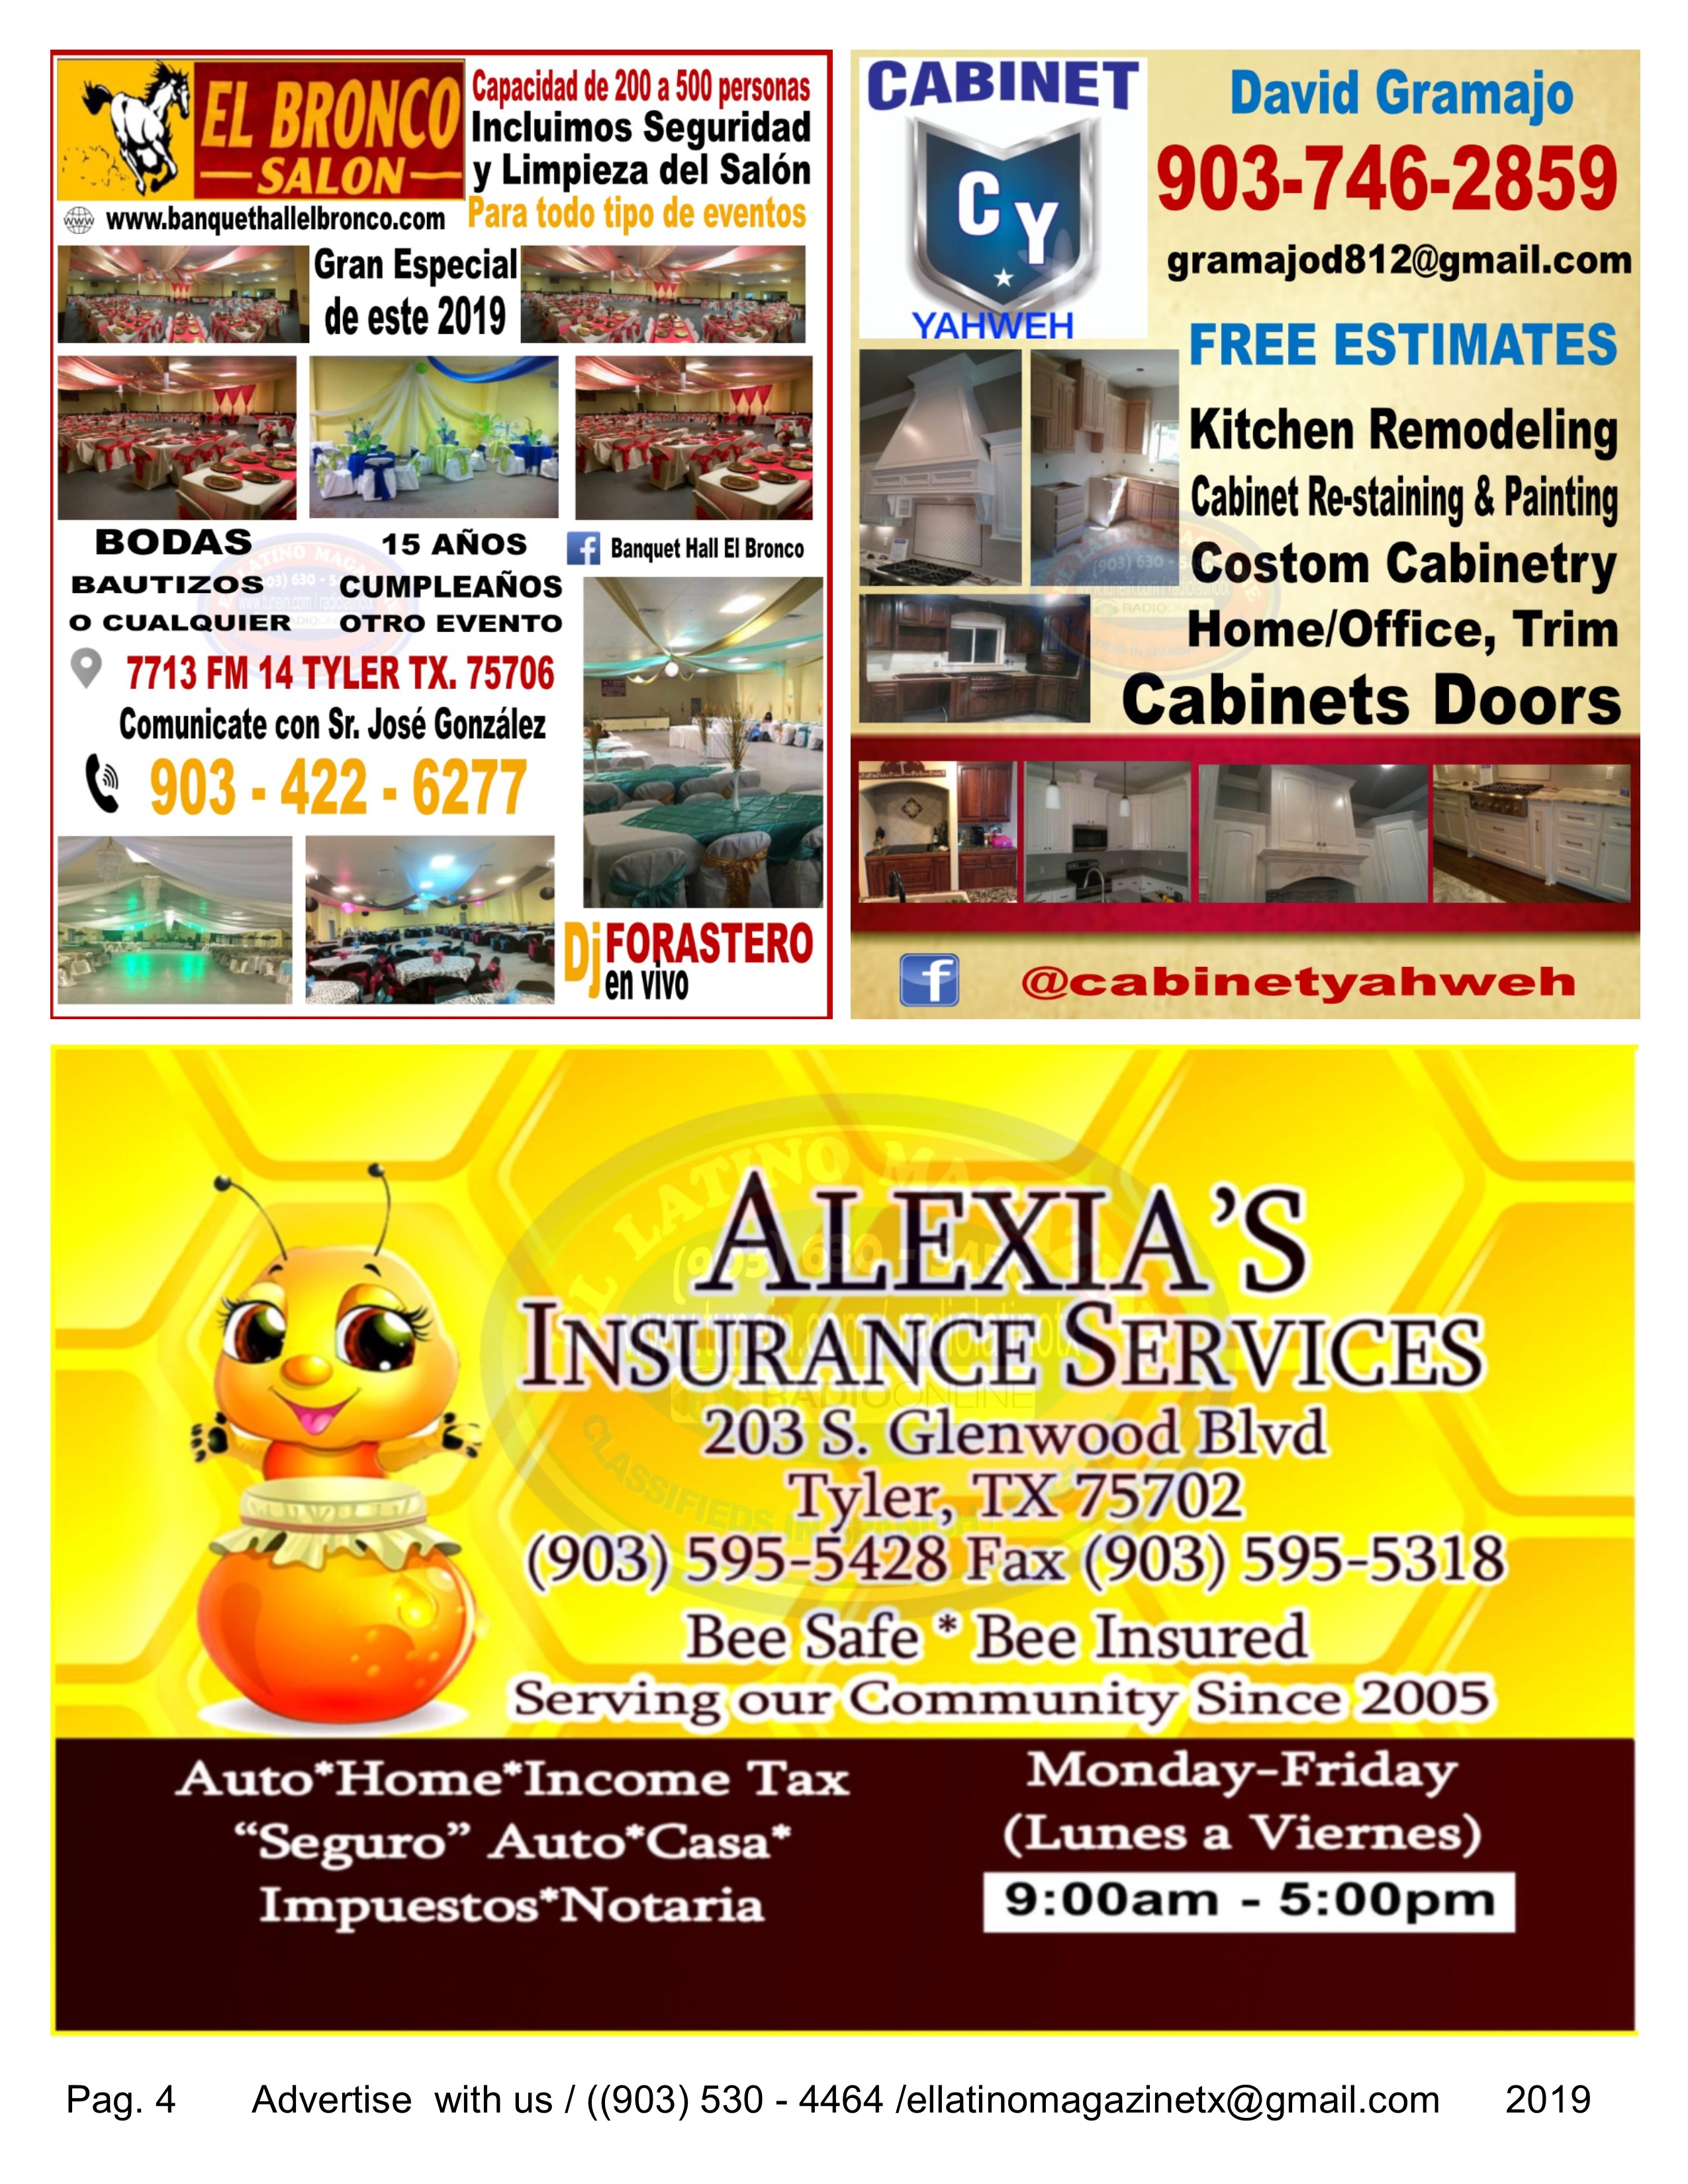 EL BRONCO
SALON
www www.banquethallelbronco.com
Capacidad de 200 a 500 personas
Incluimos Seguridad
y Limpieza del Salón
Para todo tipo de eventos
Gran Especial
de este 2019
BODAS
15 AÑOS
BAUTIZOS
CUMPLEAÑOS
O CUALQUIER
OTRO EVENTO
f Banquet Hall El Bronco
7713 FM 14 TYLER TX. 75706
Comunicate con Sr. José González
903 - 422 - 6277
Dj FORASTERO
en vivo
CABINET
CY
YAHWEH
David Gramajo
903-746-2859
gramajod812@gmail.com
FREE ESTIMATES
Kitchen Remodeling
Cabinet Re-staining & Painting
Costom Cabinetry
Home/Office, Trim
Cabinets Doors
f @cabinetyahweh
ALEXIA'S
INSURANCE SERVICES
203 S. Glenwood Blvd
Tyler, TX 75702
(903) 595-5428 Fax (903) 595-5318
Bee Safe * Bee Insured
Serving our Community Since 2005
Auto*Home*Income Tax
“Seguro” Auto*Casa*
Impuestos*Notaria
Monday-Friday
(Lunes a Viernes)
9:00am - 5:00pm
Pag. 4 Advertise with us / ((903) 530 - 4464 /ellatinomagazinetx@gmail.com 2019